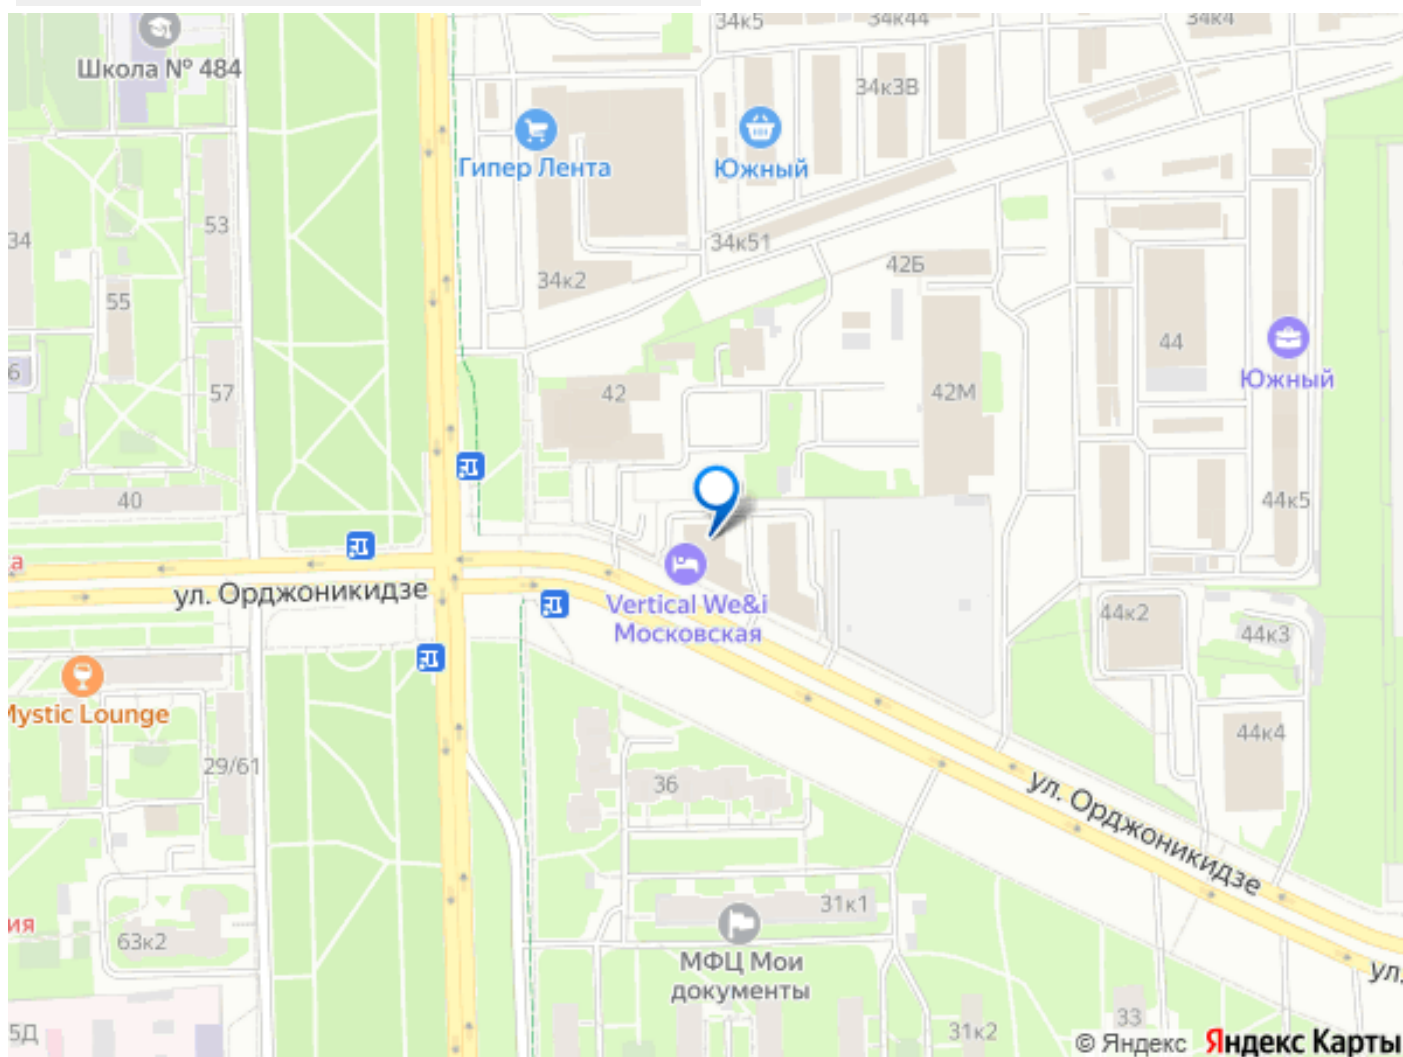 34к5
34к44
34к4
Школа № 484
34к3В
Гипер Лента
Южный
53
34
34к51
42Б
34к2
55
44
6
Южный
57
42
42М
40
44к5
а
ул. Орджоникидзе
Vertical We&i
Московская
44к2
44к3
Mystic Lounge
44к4
29/61
36
ул. Орджоникидзе
31к1
ия
63к2
МФЦ Мои
документы
ул.
5Д
31к2
33
© Яндекс Яндекс Карты